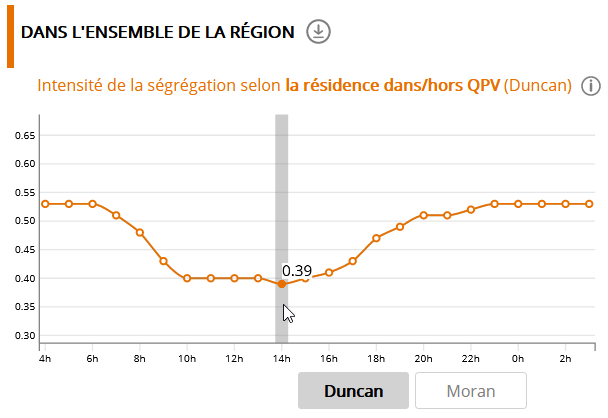 DANS L'ENSEMBLE DE LA RÉGION
Intensité de la ségrégation selon la résidence dans/hors QPV (Duncan)
0.65
0.60
0.55
0.50
0.45
0.40
0.39
0.35
0.30
4h 6h 8h 10h 12h 14h 16h 18h 20h 22h 0h 2h
Duncan Moran